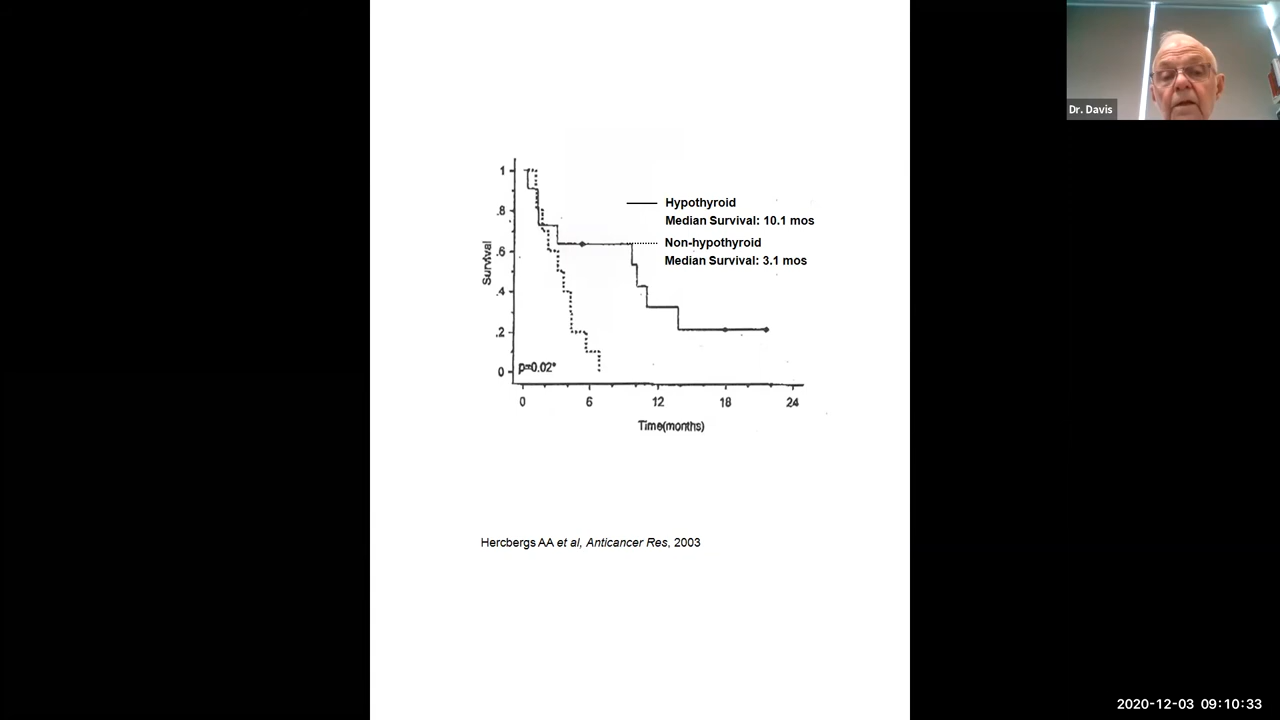 Dr. Davis
1
.8
.6
.4
.2
0
Survival
Hypothyroid
Median Survival: 10.1 mos
Non-hypothyroid
Median Survival: 3.1 mos
p=0.02*
0 6 12 18 24
Time(months)
Hercbergs AA et al, Anticancer Res, 2003
2020-12-03 09:10:33